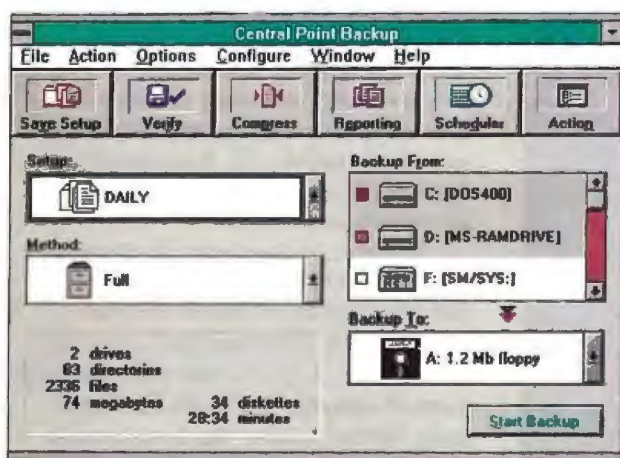 Central Point Backup
File Action Options Configure Window Help
Save Setup Verify Compress Reporting Scheduler Action
Setup:
DAILY
Method:
Full
2 drives
83 directories
2336 files
74 megabytes 34 diskettes
28:34 minutes
Backup From:
C: [DOS400]
D: [MS-RAMDRIVE]
NET F: [SM/SYS:]
Backup To:
A: 1.2 Mb floppy
Start Backup